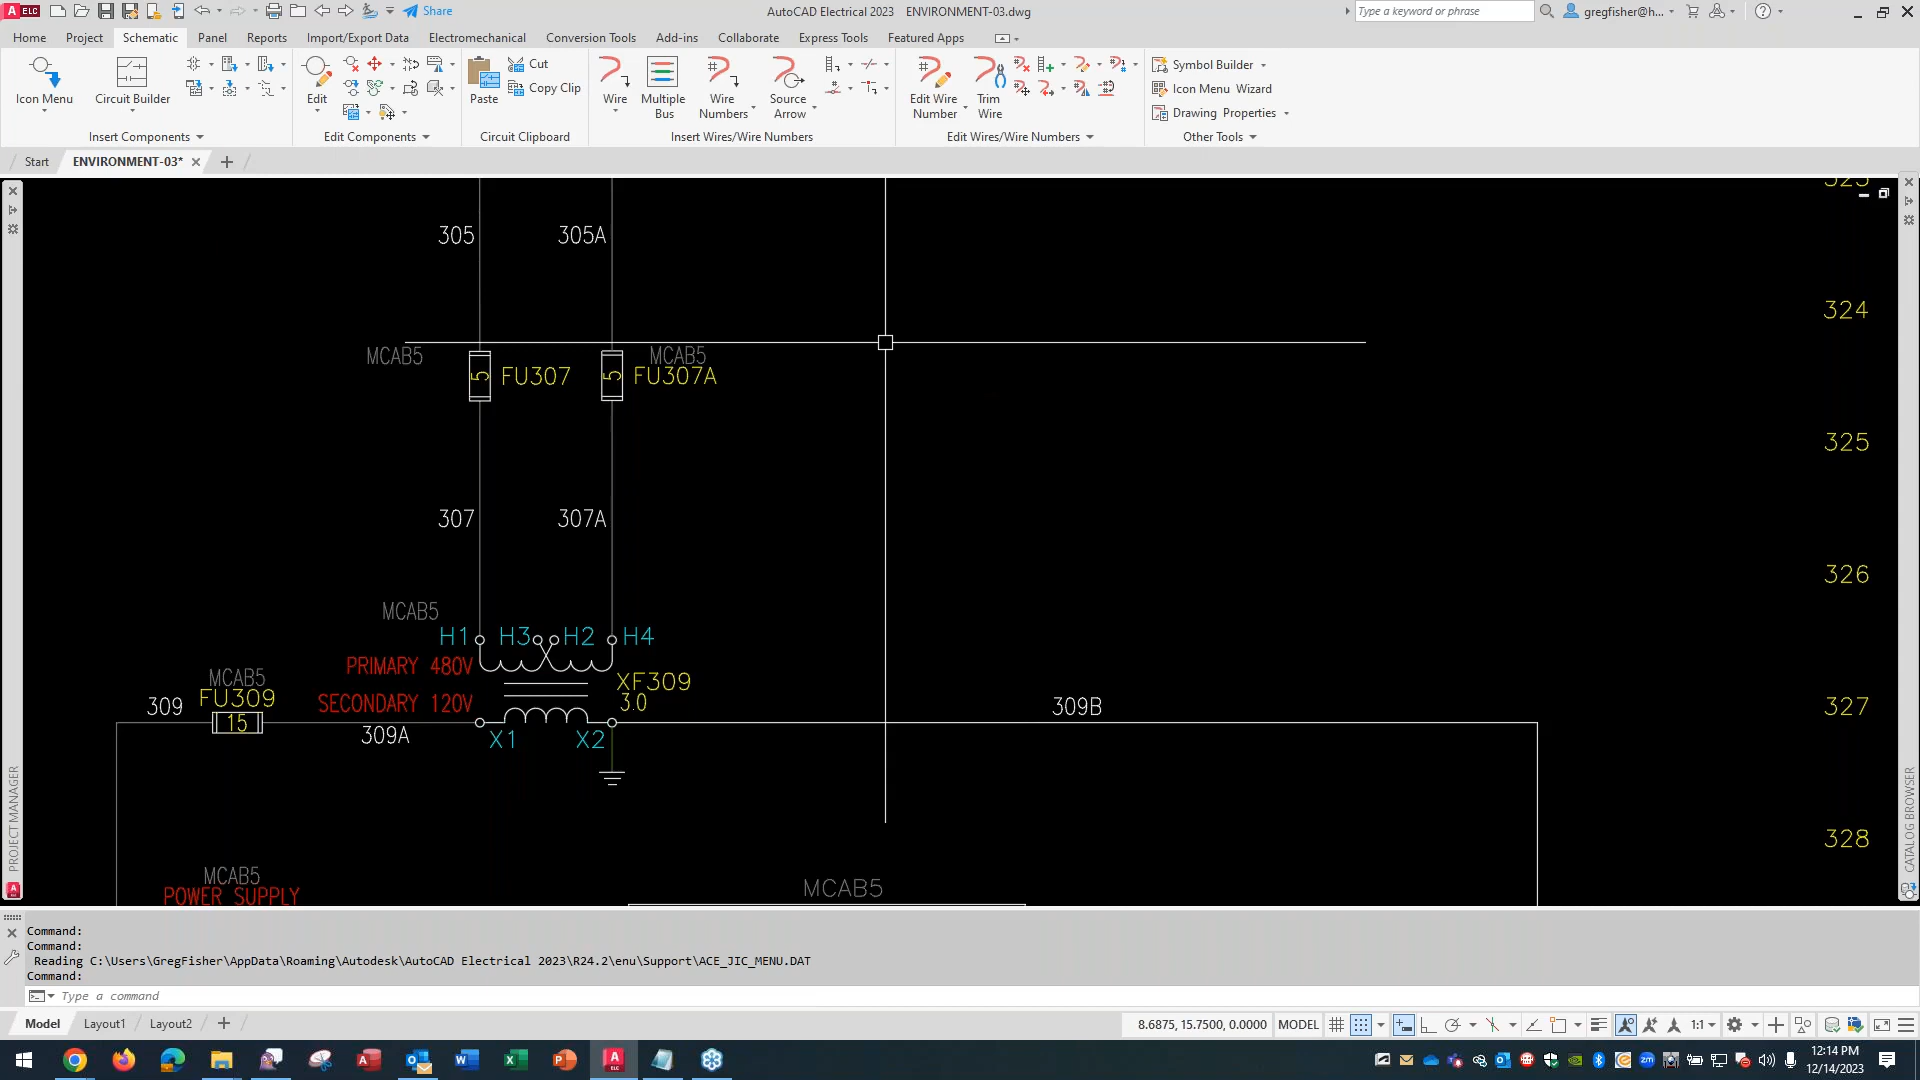 A ELC Share AutoCAD Electrical 2023 ENVIRONMENT-03.dwg Type a keyword or phrase gregfisher@h...
Home Project Schematic Panel Reports Import/Export Data Electromechanical Conversion Tools Add-ins Collaborate Express Tools Featured Apps
Icon Menu Circuit Builder Edit Paste Cut Copy Clip Wire Multiple Bus Wire Numbers Source Arrow Edit Wire Number Trim Wire Symbol Builder
Icon Menu Wizard
Drawing Properties
Insert Components Edit Components Circuit Clipboard Insert Wires/Wire Numbers Edit Wires/Wire Numbers Other Tools
Start ENVIRONMENT-03*
323
305 305A
324
MCAB5 MCAB5
5 FU307 5 FU307A
325
307 307A
326
MCAB5
H1 H3 H2 H4
PRIMARY 480V
MCAB5 XF309
309 FU309 SECONDARY 120V 3.0 309B 327
15
309A X1 X2
328
MCAB5 MCAB5
POWER SUPPLY
PROJECT MANAGER
CATALOG BROWSER
Command:
Command:
Reading C:\Users\GregFisher\AppData\Roaming\Autodesk\AutoCAD Electrical 2023\R24.2\enu\Support\ACE_JIC_MENU.DAT
Command:
Type a command
Model Layout1 Layout2 8.6875, 15.7500, 0.0000 MODEL 1:1
12:14 PM
12/14/2023